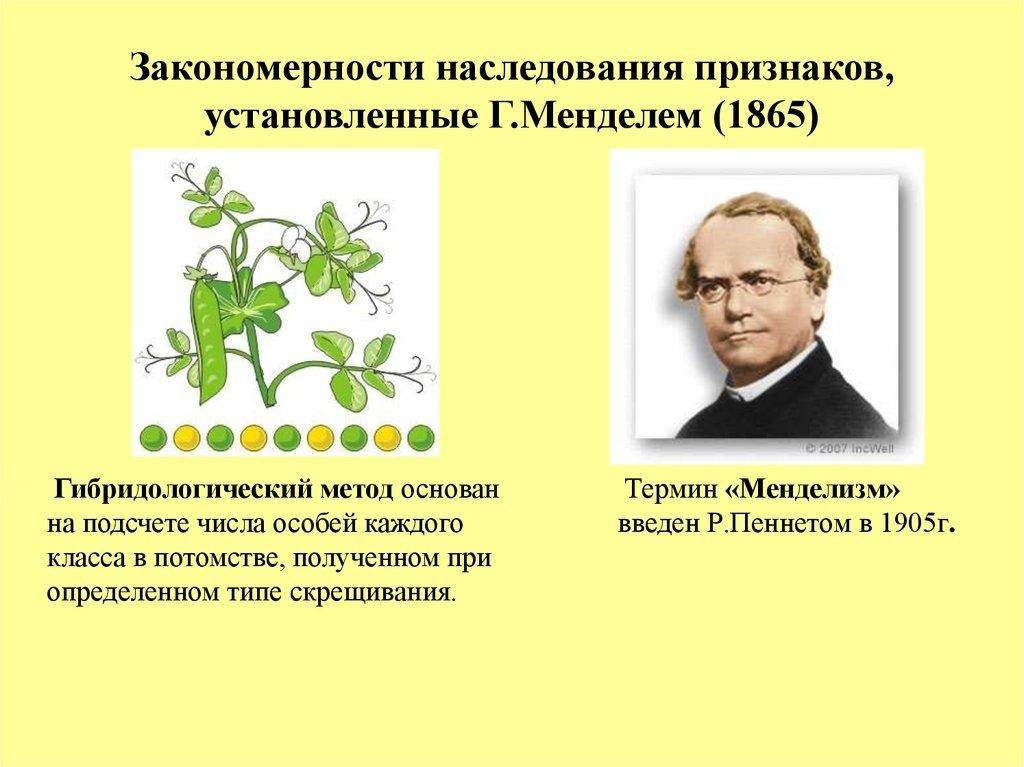 Закономерности наследования признаков,
установленные Г.Менделем (1865)
© 2007 IncWell
Гибридологический метод основан
на подсчете числа особей каждого
класса в потомстве, полученном при
определенном типе скрещивания.
Термин «Менделизм»
введен Р.Пеннетом в 1905г.